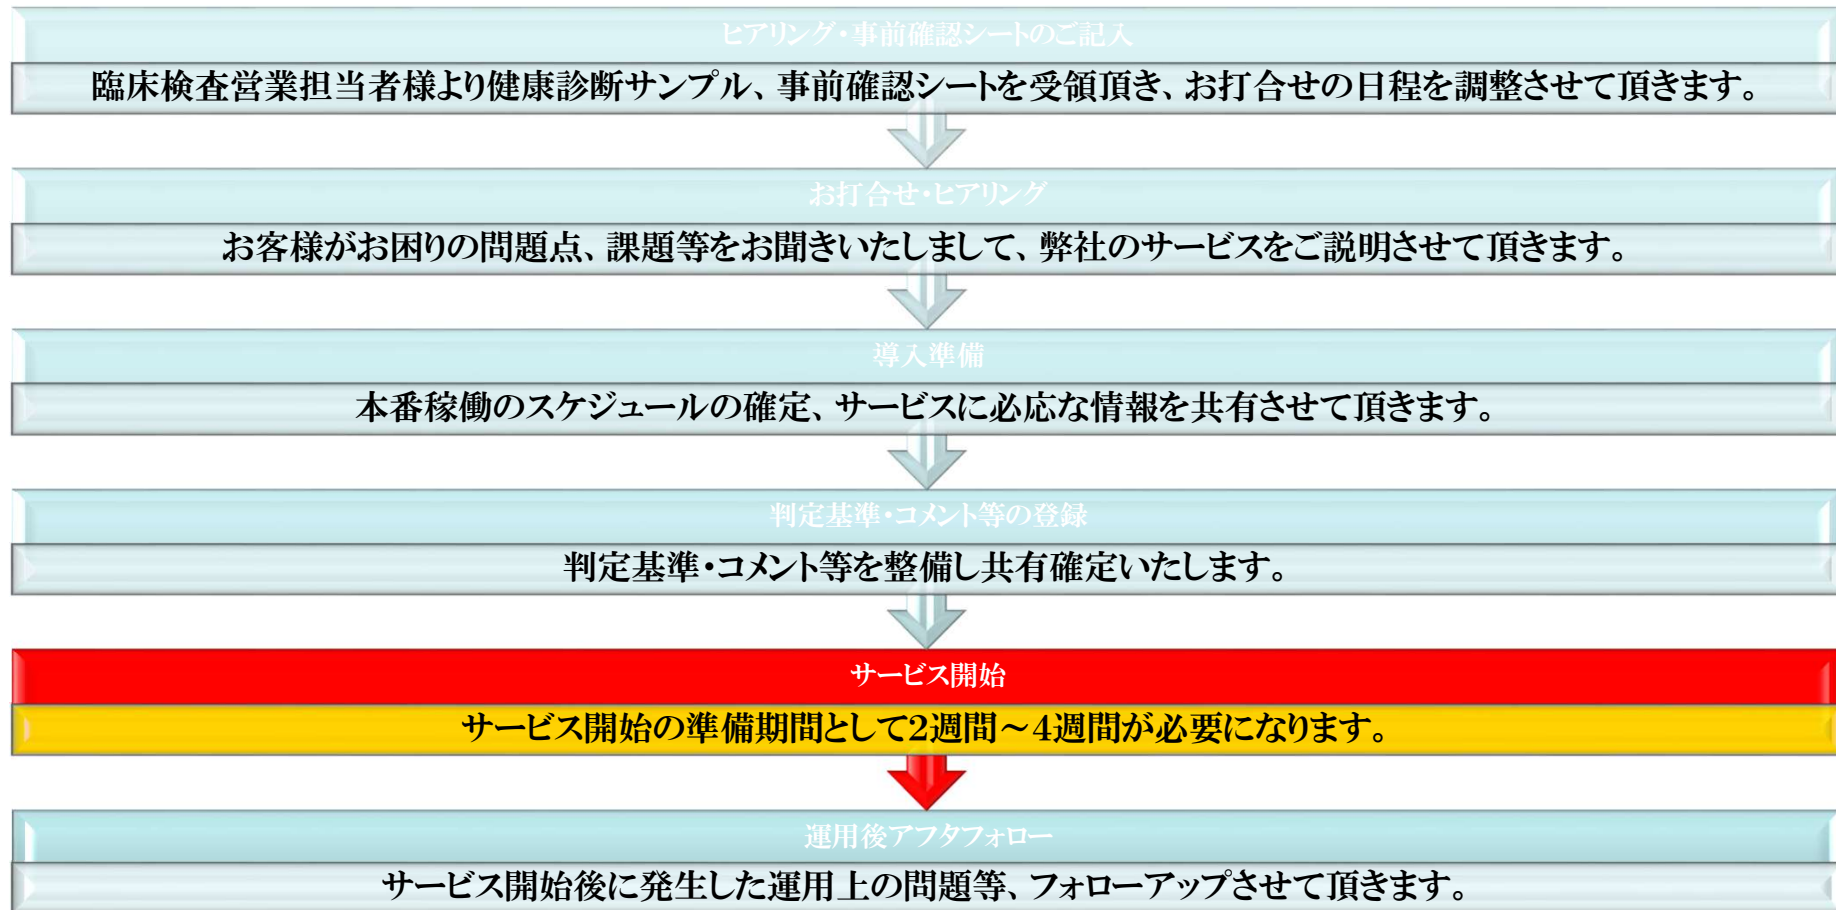 ヒアリング・事前確認シートのご記入
臨床検査営業担当者様より健康診断サンプル、事前確認シートを受領頂き、お打合せの日程を調整させて頂きます。
お打合せ・ヒアリング
お客様がお困りの問題点、課題等をお聞きいたしまして、弊社のサービスをご説明させて頂きます。
導入準備
本番稼働のスケジュールの確定、サービスに必応な情報を共有させて頂きます。
判定基準・コメント等の登録
判定基準・コメント等を整備し共有確定いたします。
サービス開始
サービス開始の準備期間として2週間～4週間が必要になります。
運用後アフタフォロー
サービス開始後に発生した運用上の問題等、フォローアップさせて頂きます。